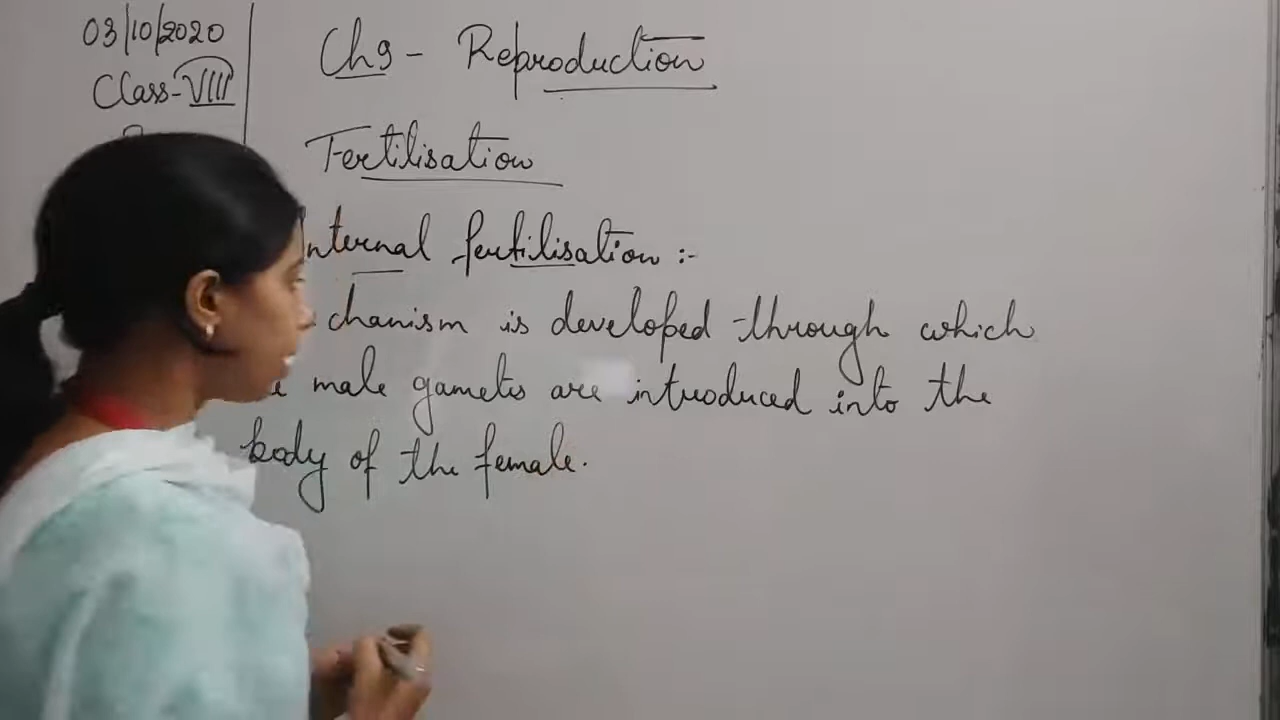 03/10/2020
Class-VIII
Ch9 - Reproduction
Fertilisation
Internal fertilisation :-
chanism is developed through which
male gametes are introduced into the
body of the female.